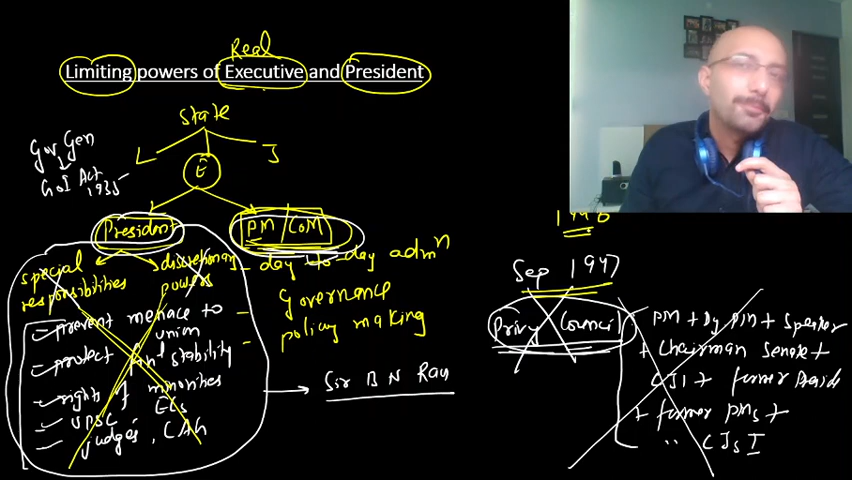 Real
Limiting powers of Executive and President
State
L E J
Gov Gen
GoI Act
1935
President
PM / CoM
special
responsibilities
discretionary
powers
prevent menace to
union
protect fin' stability
rights of minorities
UPSC, ECs
judges, CAG
day-to-day admn
governance
policy making
Sir B N Rau
Sep 1947
Privy Council
PM + Dy PM + Speaker
+ Chairman Senate +
CJI + former
+ former PMs +
" CJs I